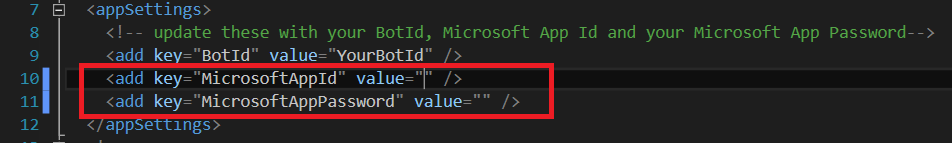 7 <appSettings>
8 <!-- update these with your BotId, Microsoft App Id and your Microsoft App Password-->
9 <add key="BotId" value="YourBotId" />
10 <add key="MicrosoftAppId" value="" />
11 <add key="MicrosoftAppPassword" value="" />
12 </appSettings>